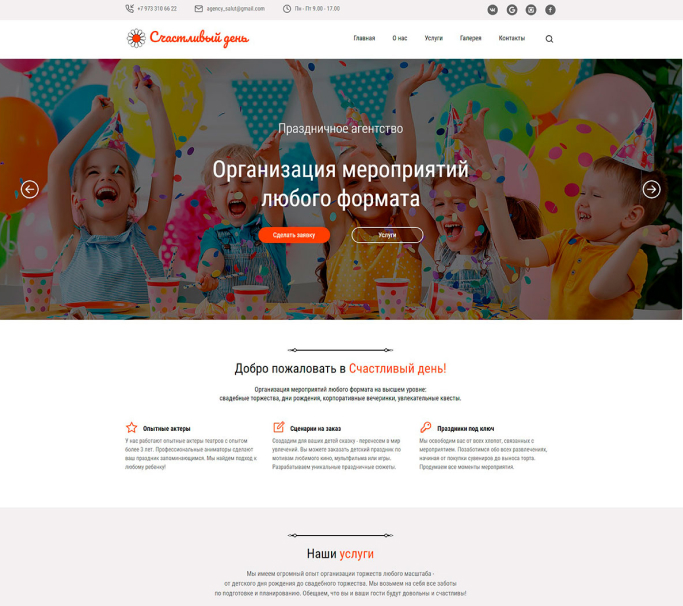 +7 973 318 66 22
agency_salut@gmail.com
Пн - Пт 9.00 - 17.00
Счастливый день
Главная
О нас
Услуги
Галерея
Контакты
Праздничное агентство
Организация мероприятий
любого формата
Сделать заявку
Услуги
Добро пожаловать в Счастливый день!
Организация мероприятий любого формата на высшем уровне:
свадебные торжества, дни рождения, корпоративные вечеринки, увлекательные квесты.
Опытные актеры
У нас работают опытные актеры театров с опытом
более 3 лет. Профессиональные аниматоры сделают
ваш праздник запоминающимся. Мы найдем подход к
любому ребенку!
Сценарии на заказ
Создадим для ваших детей сказку - перенесем в мир
увлечений. Вы можете заказать детский праздник по
мотивам любимого кино, мультфильма или игры.
Разрабатываем уникальные праздничные сюжеты.
Праздники под ключ
Мы освободим вас от всех хлопот, связанных с
мероприятием. Позаботимся обо всех развлечениях,
начиная от покупки сувениров до выноса торта.
Продумаем все моменты мероприятия.
Наши услуги
Мы имеем огромный опыт организации торжеств любого масштаба -
от детского дня рождения до свадебного торжества. Мы возьмем на себя все заботы
по подготовке и планированию. Обещаем, что вы и ваши гости будут довольны и счастливы!